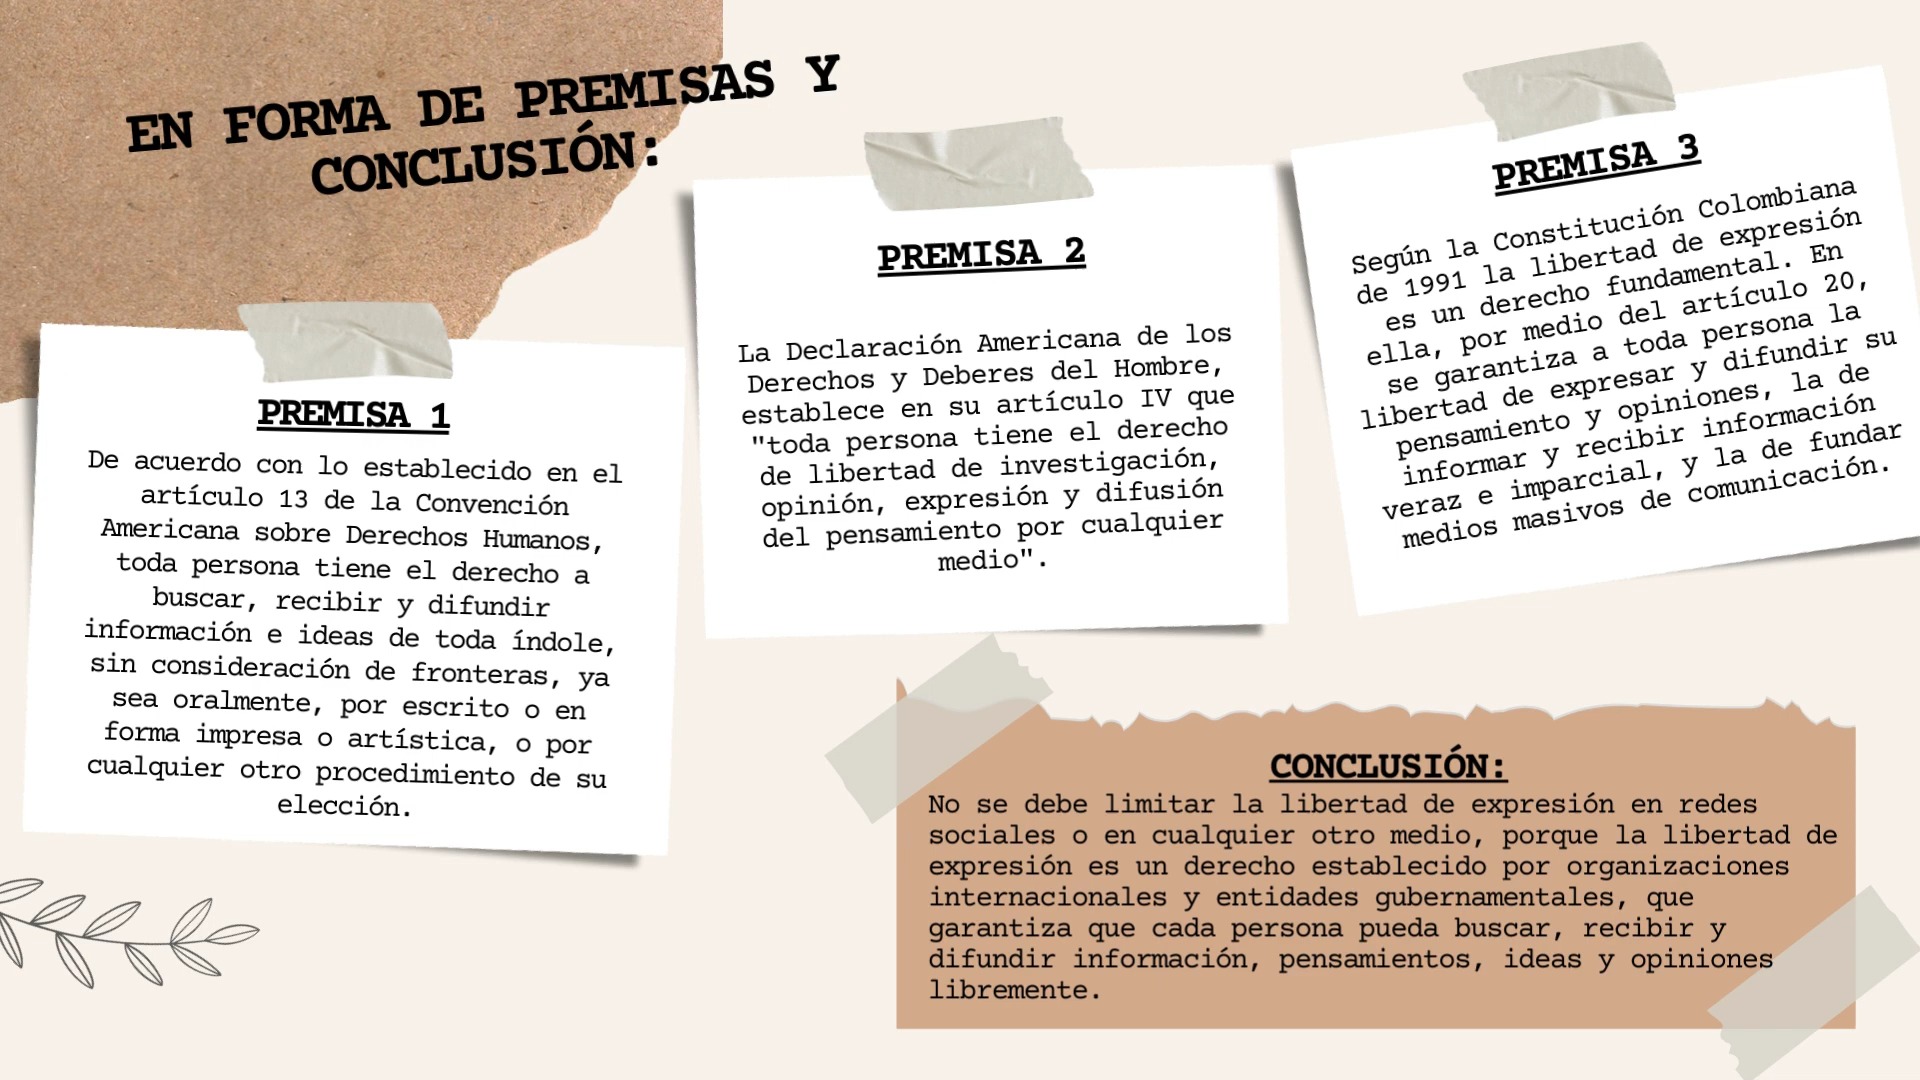 EN FORMA DE PREMISAS Y
CONCLUSIÓN:
PREMISA 1
De acuerdo con lo establecido en el
artículo 13 de la Convención
Americana sobre Derechos Humanos,
toda persona tiene el derecho a
buscar, recibir y difundir
información e ideas de toda índole,
sin consideración de fronteras, ya
sea oralmente, por escrito o en
forma impresa o artística, o por
cualquier otro procedimiento de su
elección.
PREMISA 2
La Declaración Americana de los
Derechos y Deberes del Hombre,
establece en su artículo IV que
"toda persona tiene el derecho
de libertad de investigación,
opinión, expresión y difusión
del pensamiento por cualquier
medio".
PREMISA 3
Según la Constitución Colombiana
de 1991 la libertad de expresión
es un derecho fundamental. En
ella, por medio del artículo 20,
se garantiza a toda persona la
libertad de expresar y difundir su
pensamiento y opiniones, la de
informar y recibir información
veraz e imparcial, y la de fundar
medios masivos de comunicación.
CONCLUSIÓN:
No se debe limitar la libertad de expresión en redes
sociales o en cualquier otro medio, porque la libertad de
expresión es un derecho establecido por organizaciones
internacionales y entidades gubernamentales, que
garantiza que cada persona pueda buscar, recibir y
difundir información, pensamientos, ideas y opiniones
libremente.